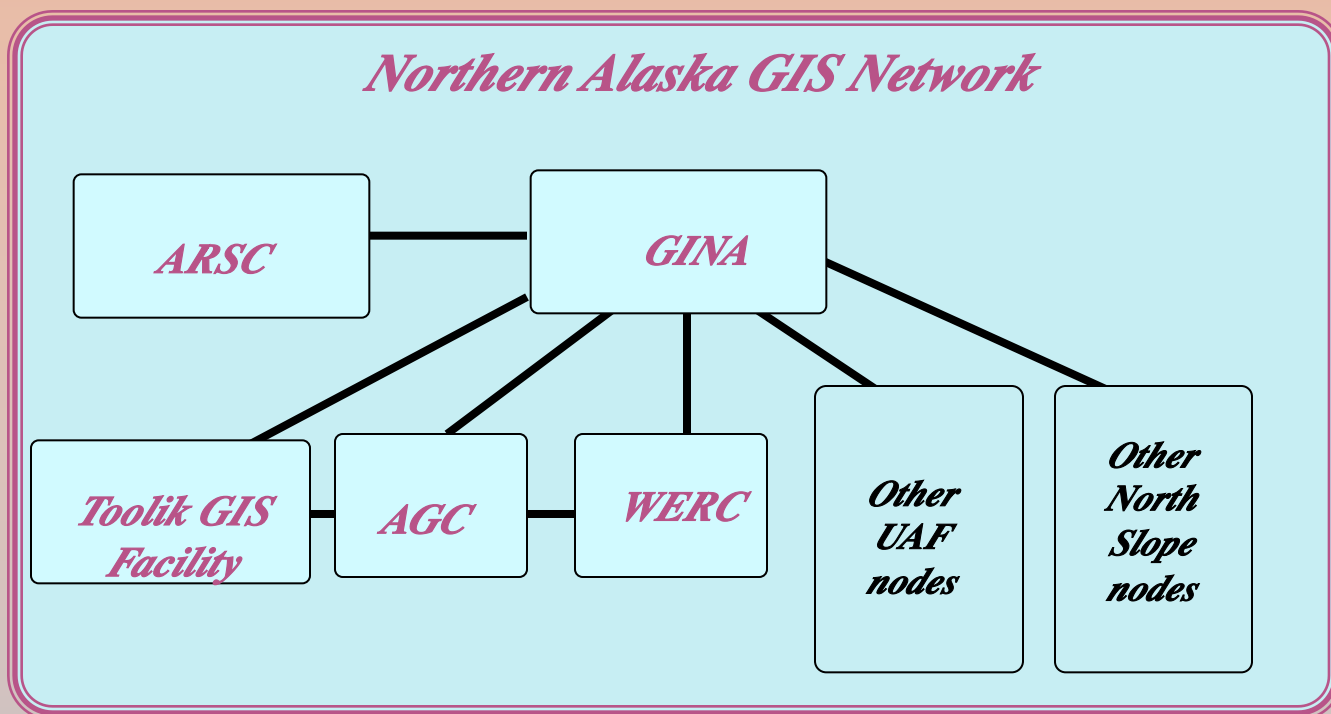 Northern Alaska GIS Network
ARSC
GINA
Toolik GIS
Facility
AGC
WERC
Other
UAF
nodes
Other
North
Slope
nodes